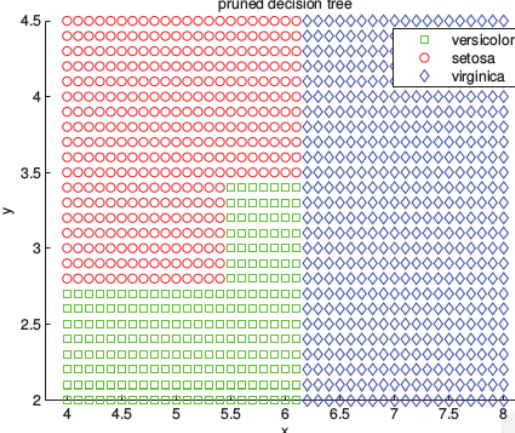 pruned decision tree
4.5
versicolor
setosa
virginica
4
3.5
y
3
2.5
2
4 4.5 5 5.5 6 6.5 7 7.5 8
x